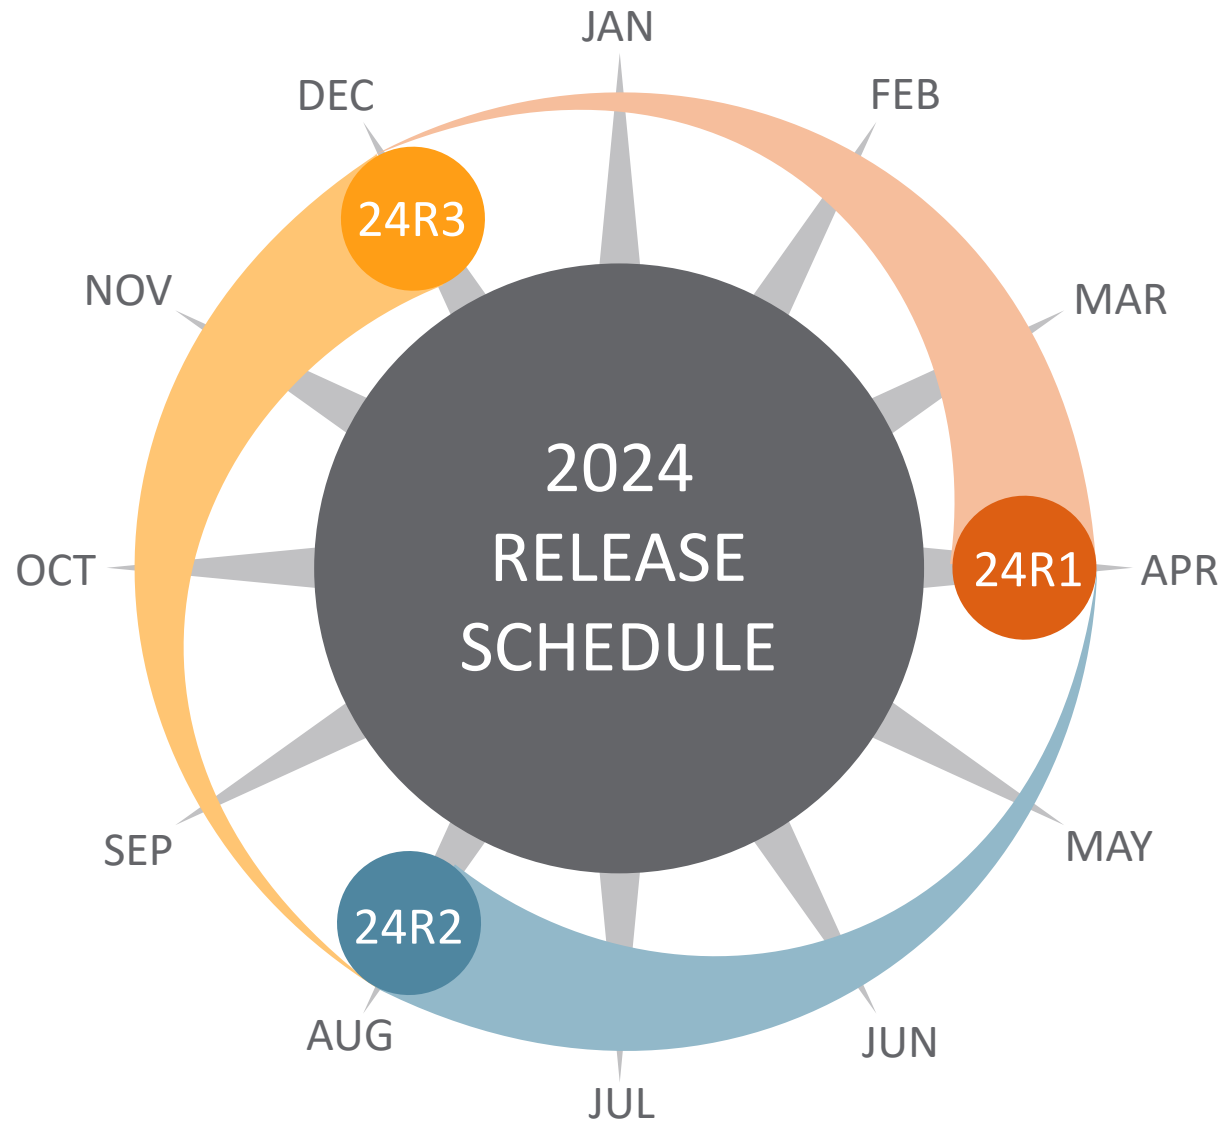 JAN
FEB
MAR
APR
MAY
JUN
JUL
AUG
SEP
OCT
NOV
DEC
24R1
24R2
24R3
2024
RELEASE
SCHEDULE